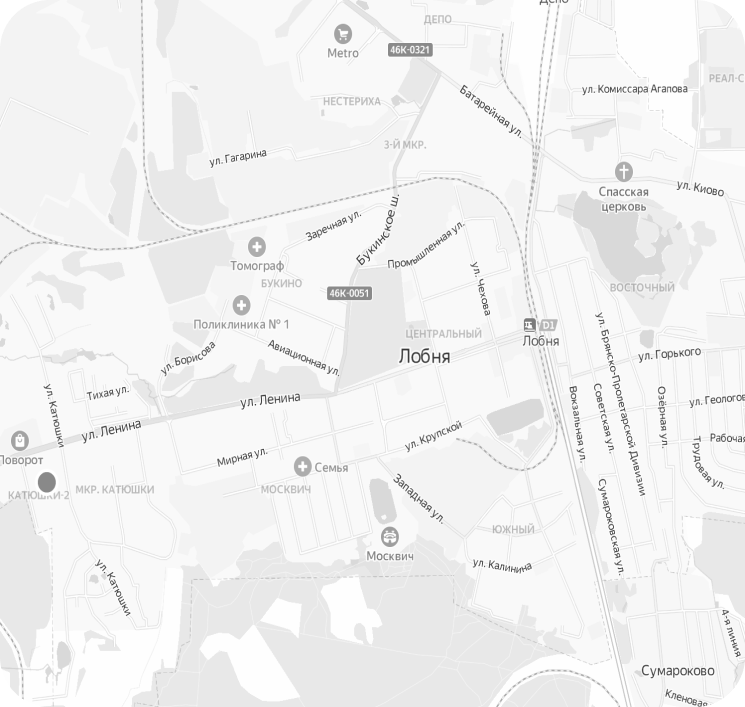 Депо
ДЕПО
46К-0321
Metro
РЕАЛ-С
Батарейная ул.
ул. Комиссара Агапова
НЕСТЕРИХА
3-Й МКР.
ул. Гагарина
Спасская
церковь
ул. Киово
Букинское ш.
Заречная ул.
Промышленная ул.
Томограф
БУКИНО
46К-0051
ул. Чехова
ВОСТОЧНЫЙ
Поликлиника № 1
ЦЕНТРАЛЬНЫЙ
D1
Лобня
Лобня
ул. Борисова
Авиационная ул.
ул. Горького
ул. Брянско-Пролетарской Дивизии
ул. Катюшки
Тихая ул.
ул. Ленина
ул. Ленина
Вокзальная ул.
Советская ул.
Озёрная ул.
ул. Геологов
Рабочая
Трудовая ул.
Поворот
ул. Крупской
Мирная ул.
Семья
МОСКВИЧ
КАТЮШКИ-2
МКР. КАТЮШКИ
Западная ул.
Сумароковская ул.
ЮЖНЫЙ
Москвич
ул. Калинина
ул. Катюшки
4-я линия
Сумароково
Кленовая